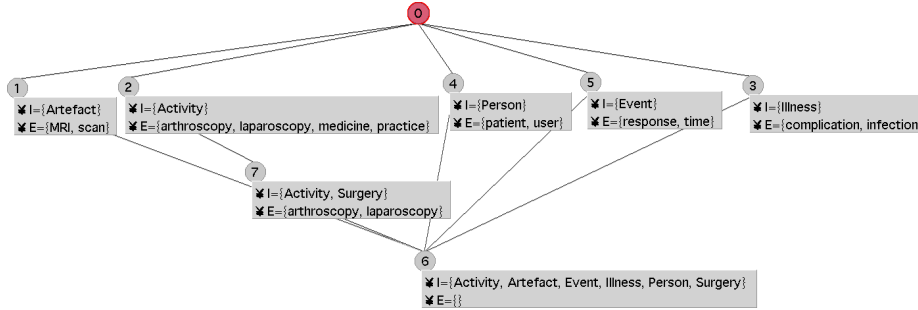 0
1
2
4
5
3
¥ I={Artefact}
¥ E={MRI, scan}
¥ I={Activity}
¥ E={arthroscopy, laparoscopy, medicine, practice}
¥ I={Person}
¥ E={patient, user}
¥ I={Event}
¥ E={response, time}
¥ I={Illness}
¥ E={complication, infection
7
¥ I={Activity, Surgery}
¥ E={arthroscopy, laparoscopy}
6
¥ I={Activity, Artefact, Event, Illness, Person, Surgery}
¥ E={}